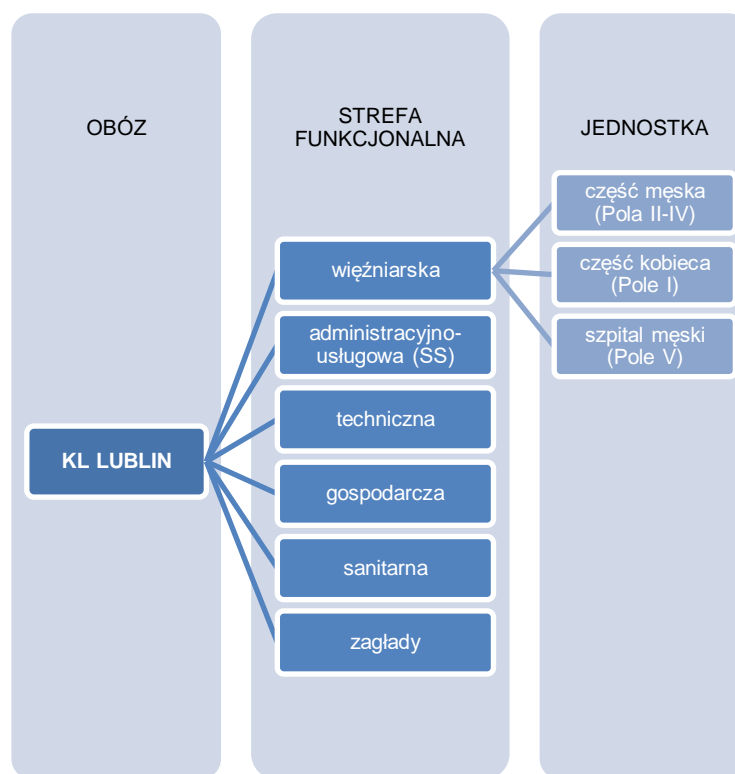 OBÓZ
STREFA
FUNKCJONALNA
JEDNOSTKA
KL LUBLIN
więźniarska
administracyjno-
usługowa (SS)
techniczna
gospodarcza
sanitarna
zagłady
część męska
(Pola II-IV)
część kobieca
(Pole I)
szpital męski
(Pole V)